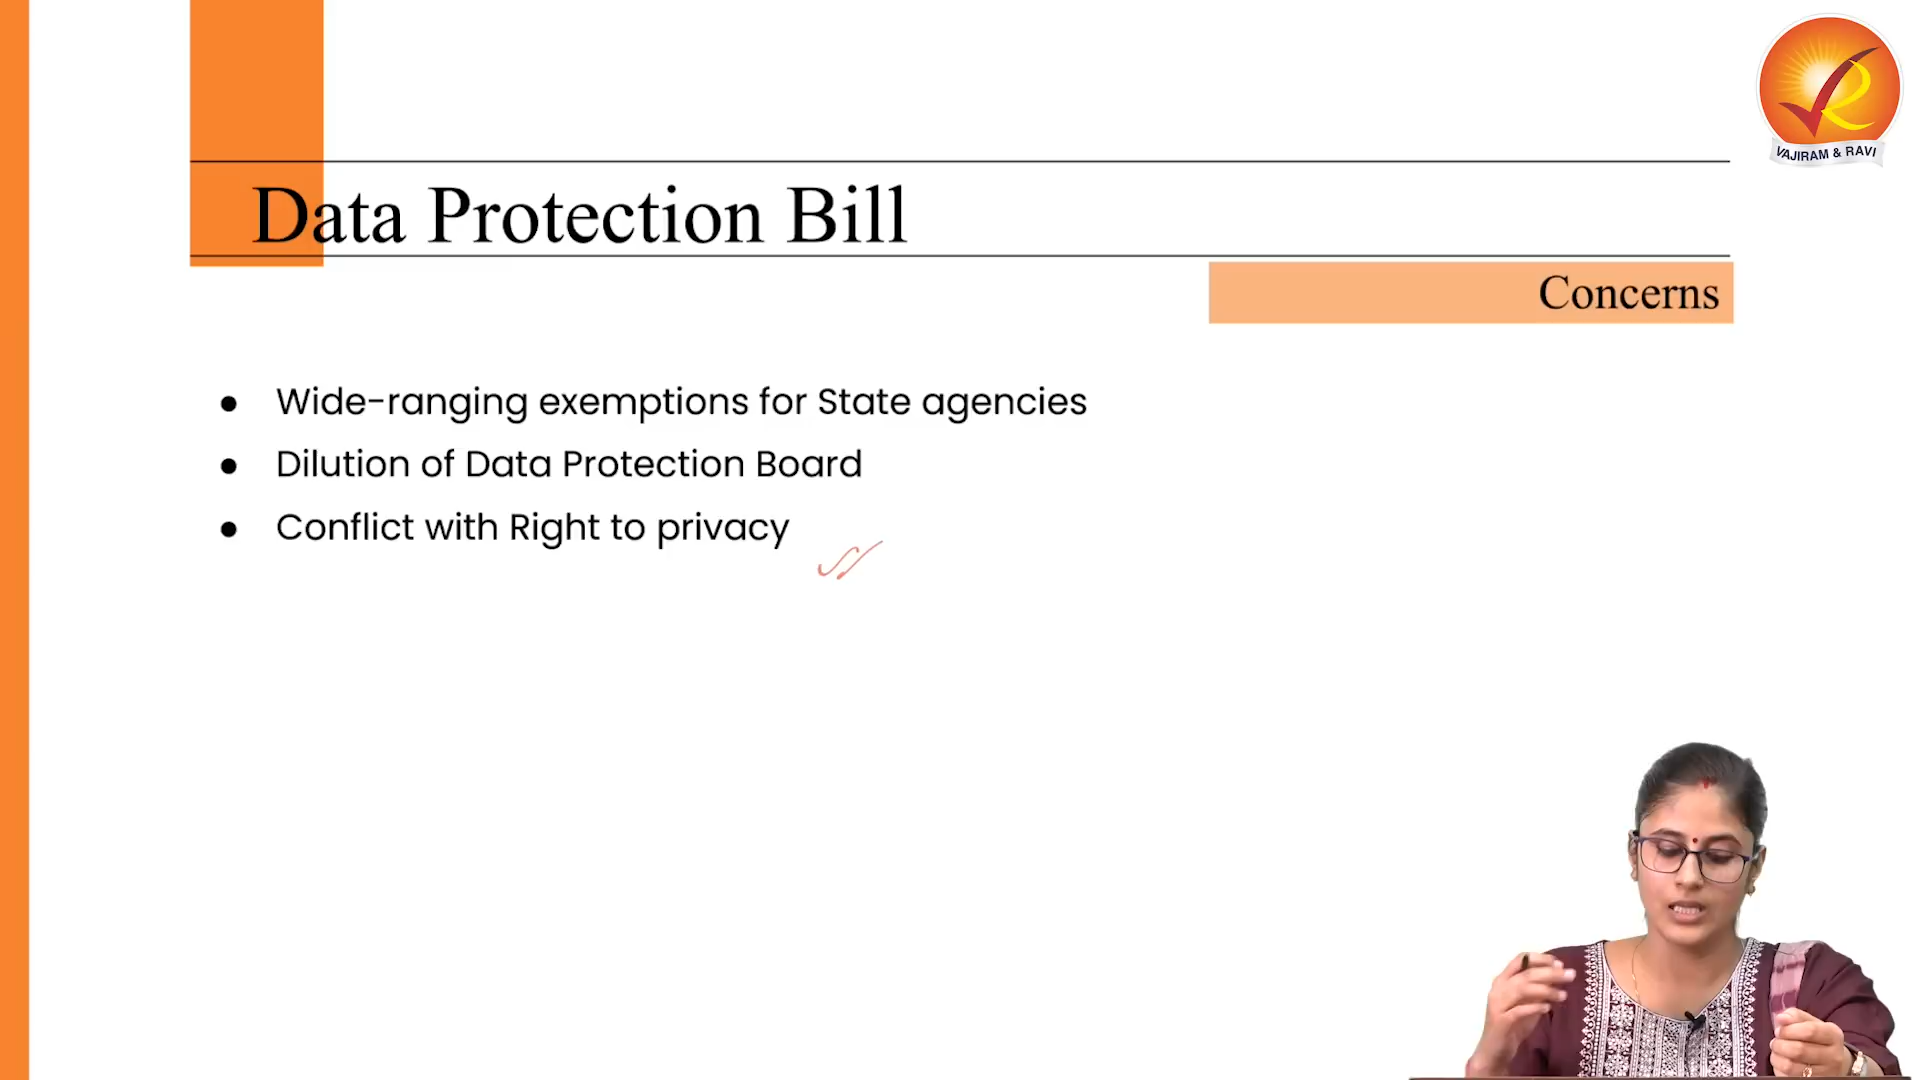 VAJIRAM & RAVI
Data Protection Bill
Concerns
● Wide-ranging exemptions for State agencies
● Dilution of Data Protection Board
● Conflict with Right to privacy